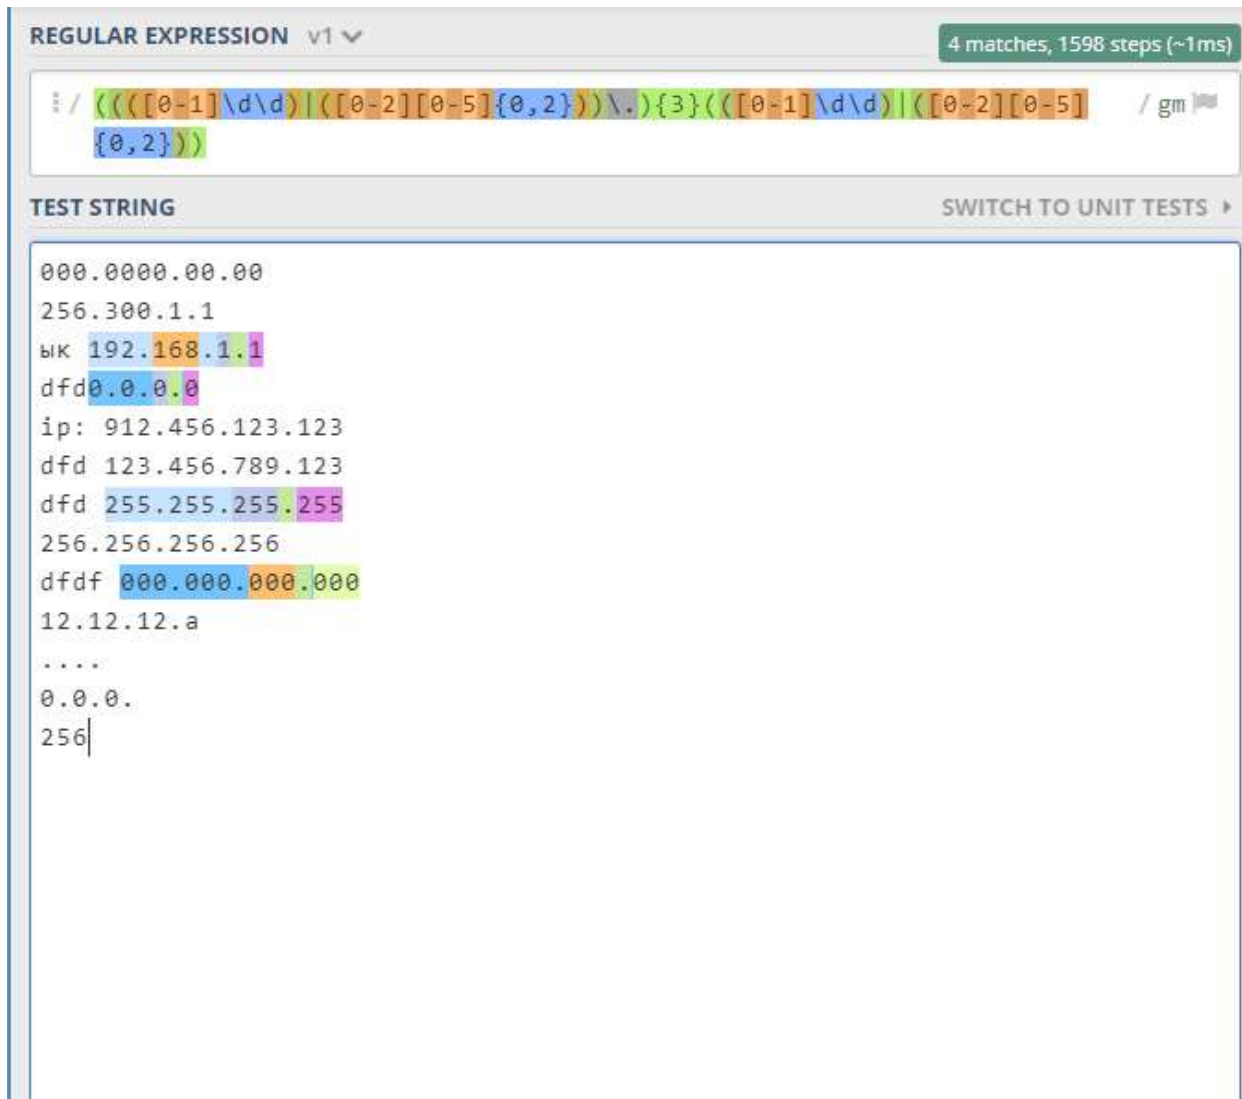 REGULAR EXPRESSION v1
4 matches, 1598 steps (~1ms)
/ ((([0-1]\d\d)|([0-2][0-5]{0,2}))\.){3}(([0-1]\d\d)|([0-2][0-5] / gm
{0,2}))
TEST STRING SWITCH TO UNIT TESTS
000.0000.00.00
256.300.1.1
ык 192.168.1.1
dfd0.0.0.0
ip: 912.456.123.123
dfd 123.456.789.123
dfd 255.255.255.255
256.256.256.256
dfdf 000.000.000.000
12.12.12.a
....
0.0.0.
256